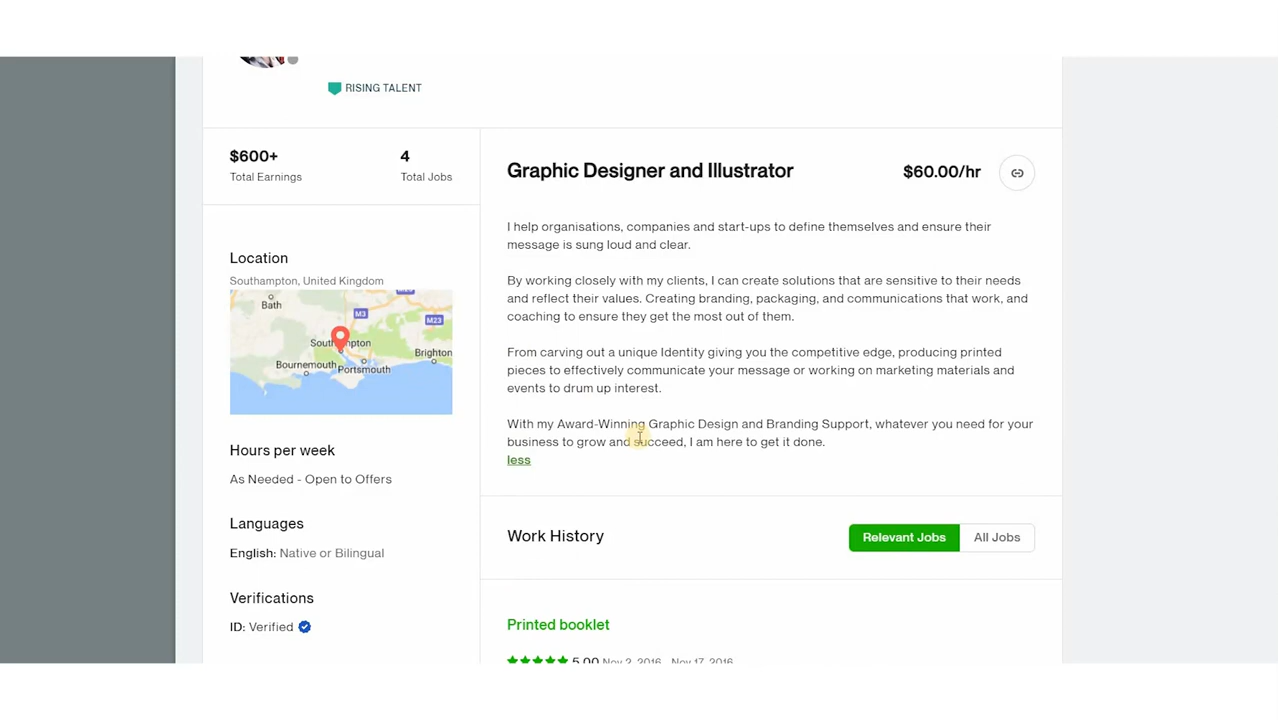 RISING TALENT
$600+
Total Earnings
4
Total Jobs
Graphic Designer and Illustrator
$60.00/hr
I help organisations, companies and start-ups to define themselves and ensure their
message is sung loud and clear.
By working closely with my clients, I can create solutions that are sensitive to their needs
and reflect their values. Creating branding, packaging, and communications that work, and
coaching to ensure they get the most out of them.
From carving out a unique Identity giving you the competitive edge, producing printed
pieces to effectively communicate your message or working on marketing materials and
events to drum up interest.
With my Award-Winning Graphic Design and Branding Support, whatever you need for your
business to grow and succeed, I am here to get it done.
less
Location
Southampton, United Kingdom
Bath
M3
M23
Brighton
Bournemouth
Portsmouth
Hours per week
As Needed - Open to Offers
Languages
English: Native or Bilingual
Verifications
ID: Verified
Work History
Relevant Jobs
All Jobs
Printed booklet
5.00 Nov 2, 2016 - Nov 17, 2016